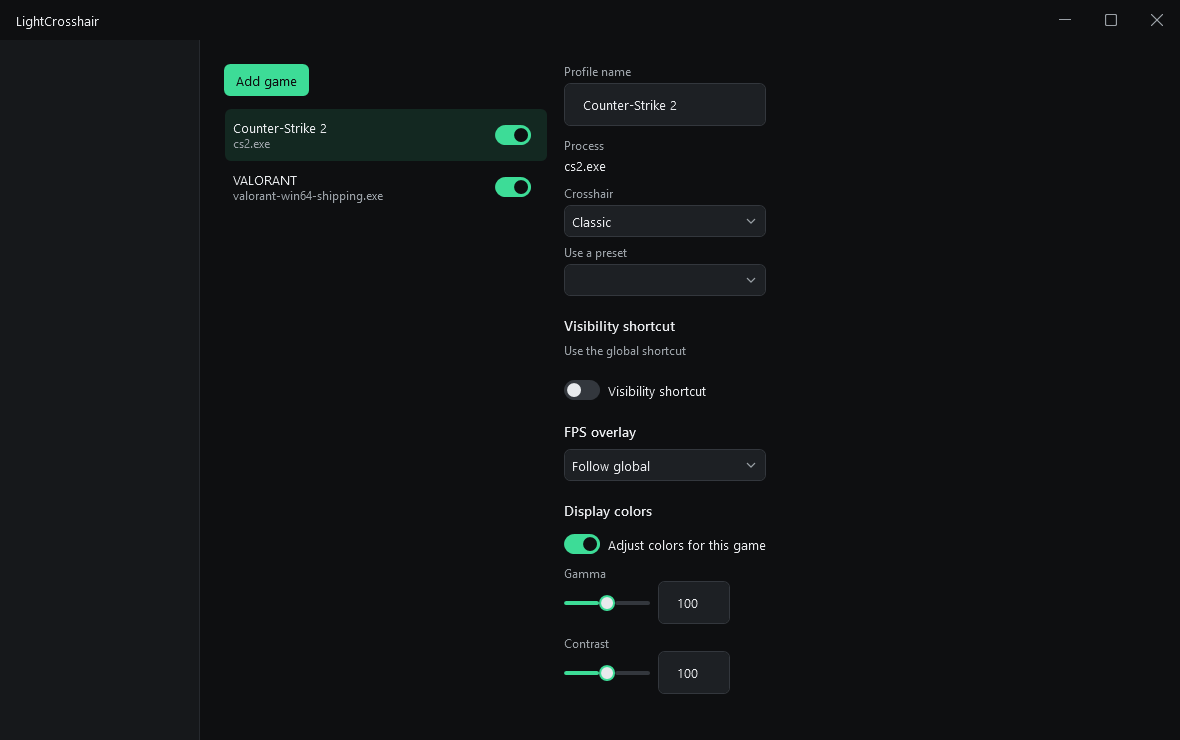 LightCrosshair
Add game
Counter-Strike 2
cs2.exe
VALORANT
valorant-win64-shipping.exe
Profile name
Counter-Strike 2
Process
cs2.exe
Crosshair
Classic
Use a preset
Visibility shortcut
Use the global shortcut
Visibility shortcut
FPS overlay
Follow global
Display colors
Adjust colors for this game
Gamma
100
Contrast
100